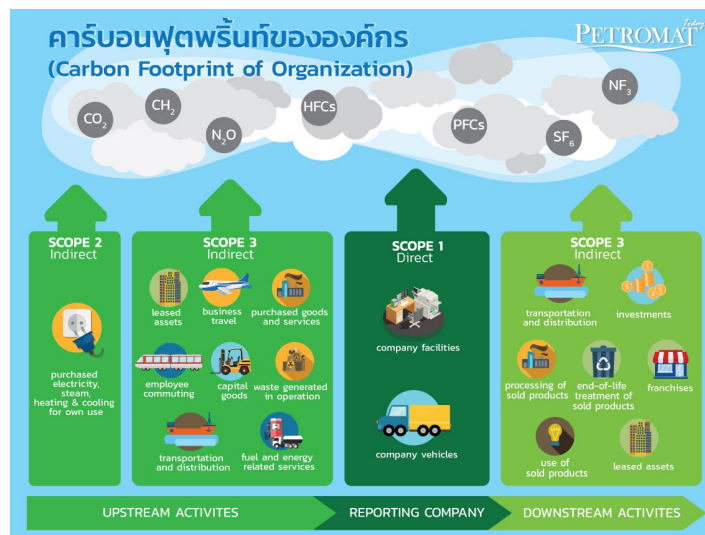 คาร์บอนฟุตพริ้นท์ขององค์กร
(Carbon Footprint of Organization)
PETROMAT Today
CO2
CH2
N2O
HFCs
PFCs
SF6
NF3
SCOPE 2
Indirect
purchased
electricity,
steam,
heating & cooling
for own use
SCOPE 3
Indirect
leased
assets
business
travel
purchased goods
and services
employee
commuting
capital
goods
waste generated
in operation
transportation
and distribution
fuel and energy
related services
SCOPE 1
Direct
company facilities
company vehicles
SCOPE 3
Indirect
transportation
and distribution
investments
processing of
sold products
end-of-life
treatment of
sold products
franchises
use of
sold products
leased assets
UPSTREAM ACTIVITES
REPORTING COMPANY
DOWNSTREAM ACTIVITES